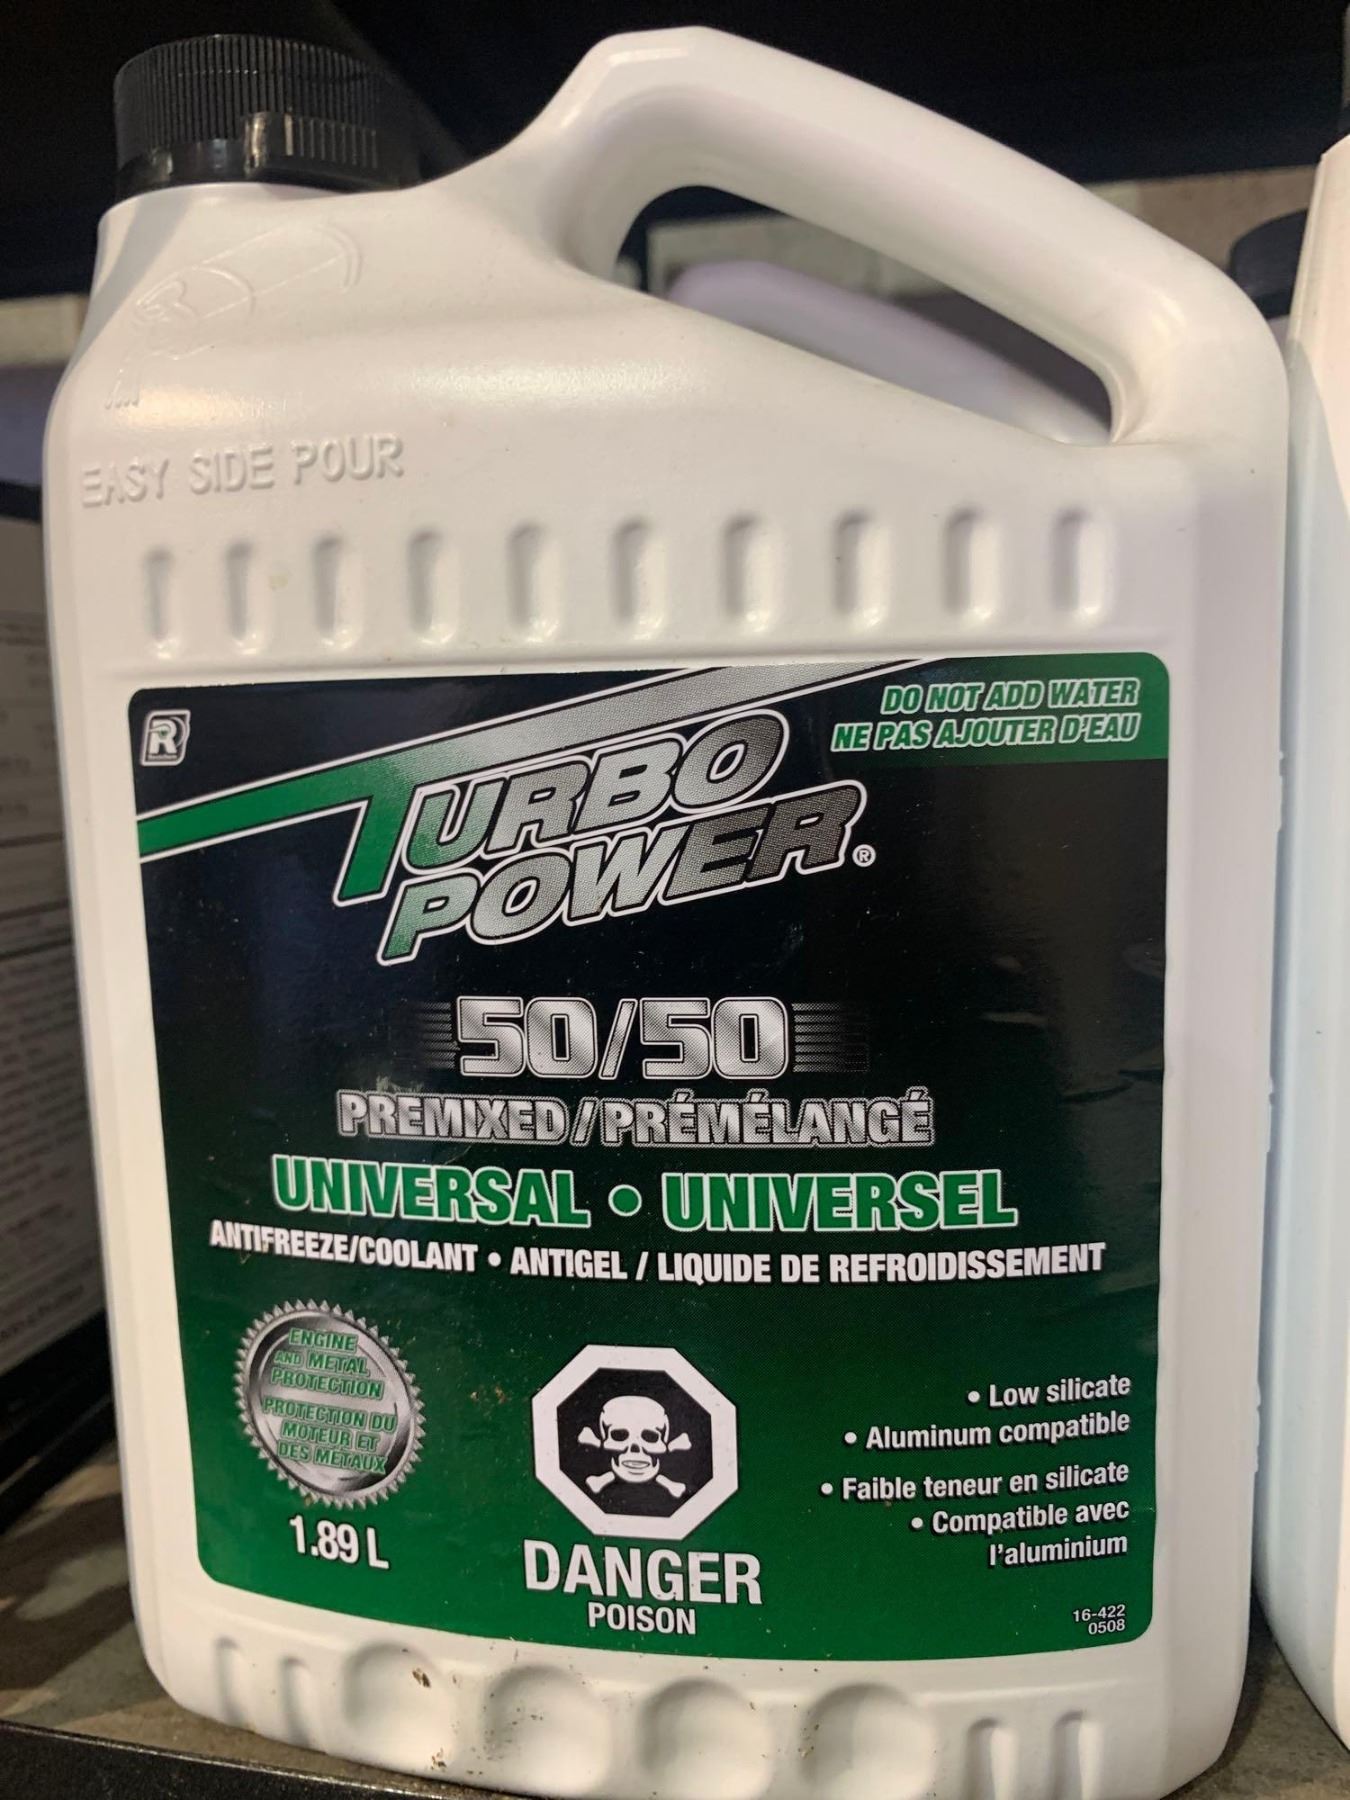 EASY SIDE POUR
R
DO NOT ADD WATER
NE PAS AJOUTER D'EAU
TURBO
POWER®
50/50
PREMIXED/PRÉMÉLANGÉ
UNIVERSAL • UNIVERSEL
ANTIFREEZE/COOLANT • ANTIGEL / LIQUIDE DE REFROIDISSEMENT
ENGINE
AND METAL
PROTECTION
PROTECTION DU
MOTEUR ET
DES METAUX
1.89 L
DANGER
POISON
• Low silicate
• Aluminum compatible
• Faible teneur en silicate
• Compatible avec
l'aluminium
16-422
0508